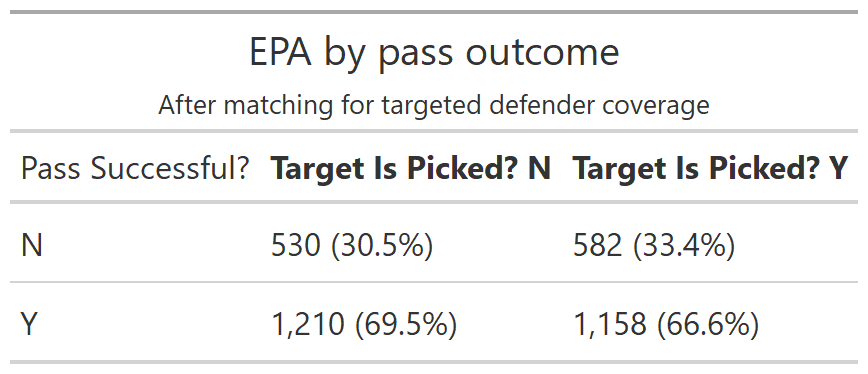 EPA by pass outcome
After matching for targeted defender coverage
Pass Successful? Target Is Picked? N Target Is Picked? Y
N 530 (30.5%) 582 (33.4%)
Y 1,210 (69.5%) 1,158 (66.6%)